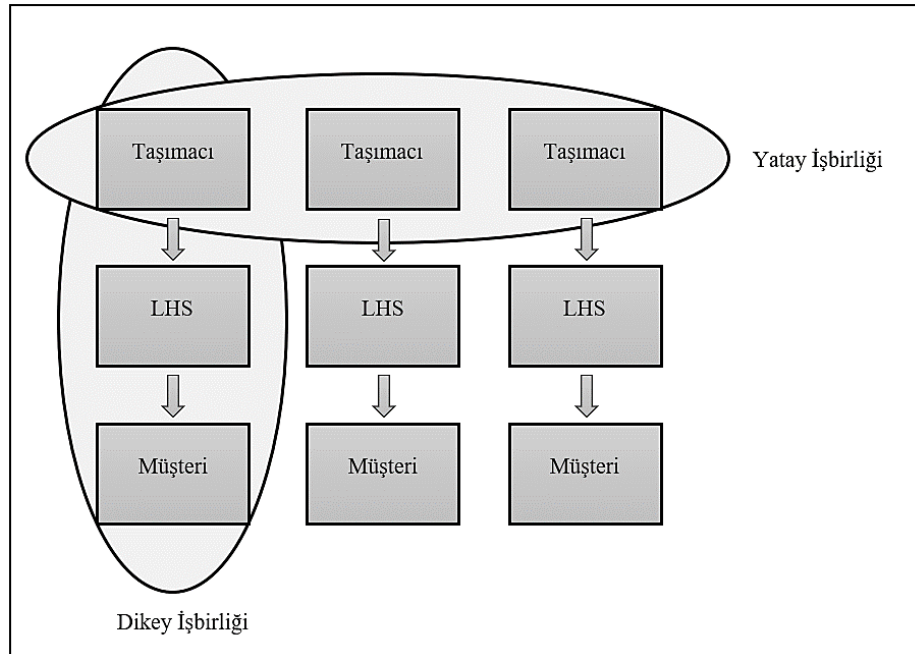 Taşımacı
Taşımacı
Taşımacı
Yatay İşbirliği
LHS
LHS
LHS
Müşteri
Müşteri
Müşteri
Dikey İşbirliği